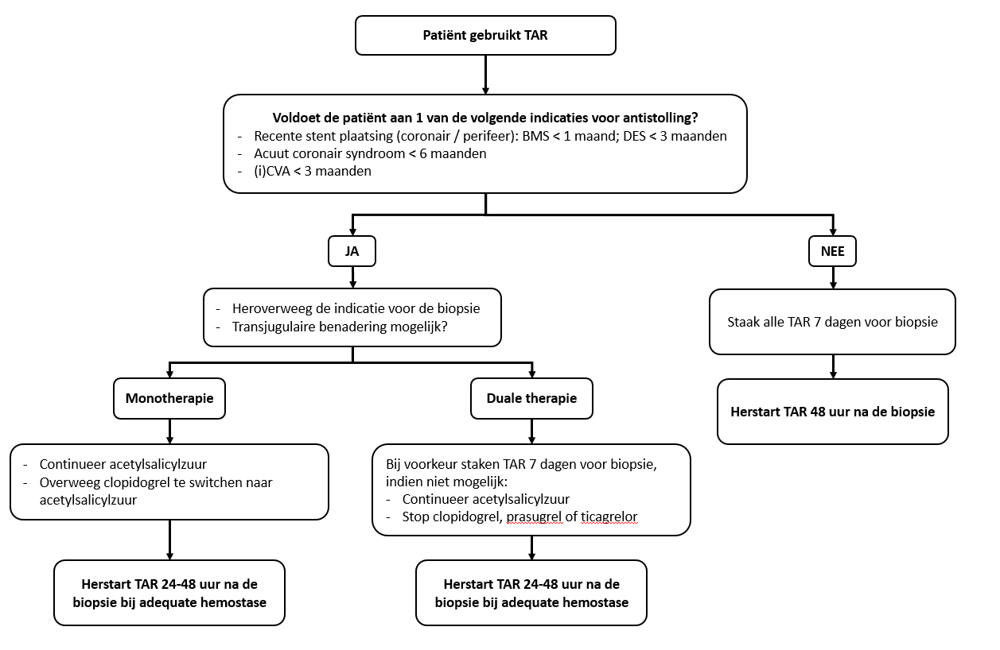 Patiënt gebruikt TAR
Voldoet de patiënt aan 1 van de volgende indicaties voor antistolling?
- Recente stent plaatsing (coronair / perifeer): BMS < 1 maand; DES < 3 maanden
- Acuut coronair syndroom < 6 maanden
- (i)CVA < 3 maanden
JA
NEE
- Heroverweeg de indicatie voor de biopsie
- Transjugulaire benadering mogelijk?
Staak alle TAR 7 dagen voor biopsie
Monotherapie
Duale therapie
Herstart TAR 48 uur na de biopsie
- Continueer acetylsalicylzuur
- Overweeg clopidogrel te switchen naar
acetylsalicylzuur
Bij voorkeur staken TAR 7 dagen voor biopsie,
indien niet mogelijk:
- Continueer acetylsalicylzuur
- Stop clopidogrel, prasugrel of ticagrelor
Herstart TAR 24-48 uur na de
biopsie bij adequate hemostase
Herstart TAR 24-48 uur na de
biopsie bij adequate hemostase